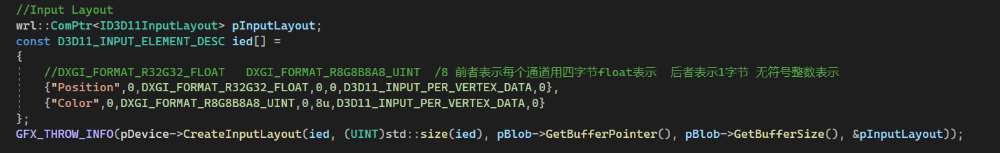 //Input Layout
wrl::ComPtr<ID3D11InputLayout> pInputLayout;
const D3D11_INPUT_ELEMENT_DESC ied[] =
{
//DXGI_FORMAT_R32G32_FLOAT   DXGI_FORMAT_R8G8B8A8_UINT  /8 前者表示每个通道用四字节float表示  后者表示1字节 无符号整数表示
{"Position",0,DXGI_FORMAT_R32G32_FLOAT,0,0,D3D11_INPUT_PER_VERTEX_DATA,0},
{"Color",0,DXGI_FORMAT_R8G8B8A8_UINT,0,8u,D3D11_INPUT_PER_VERTEX_DATA,0}
};
GFX_THROW_INFO(pDevice->CreateInputLayout(ied, (UINT)std::size(ied), pBlob->GetBufferPointer(), pBlob->GetBufferSize(), &pInputLayout));